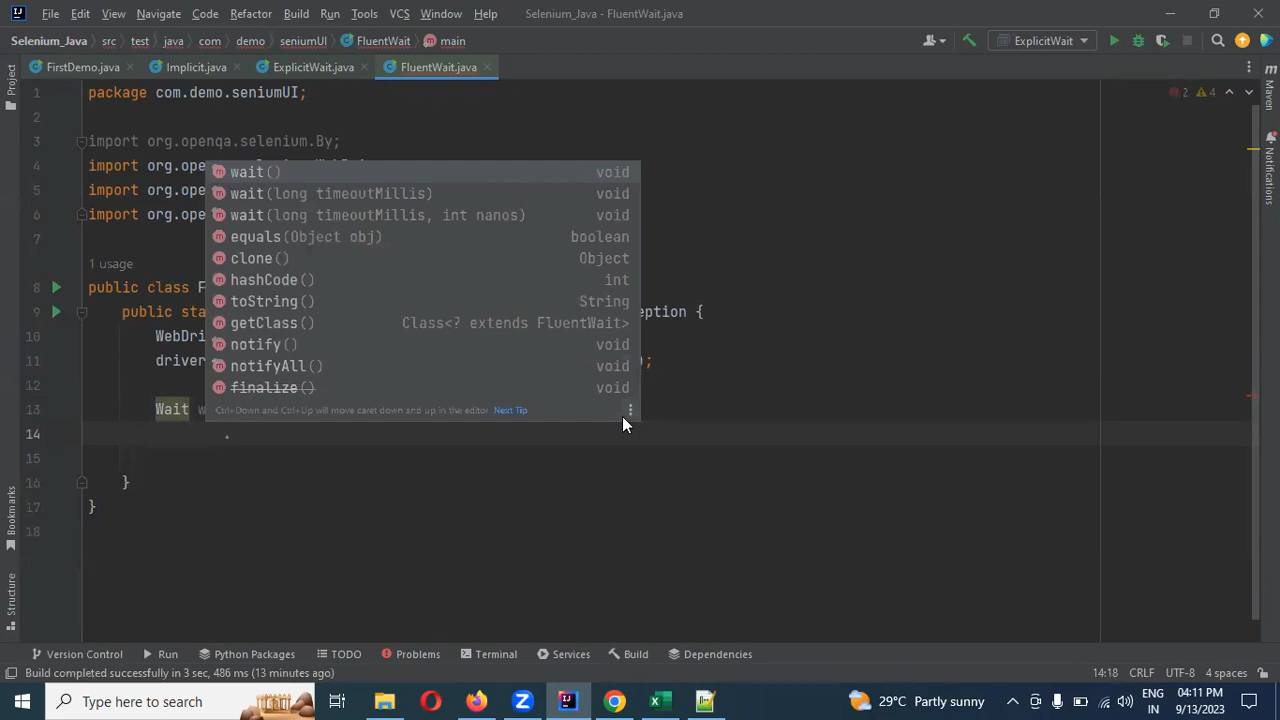 File Edit View Navigate Code Refactor Build Run Tools VCS Window Help Selenium_Java - FluentWait.java
Selenium_Java src test java com demo seniumUI FluentWait main ExplicitWait
FirstDemo.java Implicit.java ExplicitWait.java FluentWait.java
Project
Maven
Notifications
Bookmarks
Structure
2 4
1 package com.demo.seniumUI;
2
3 import org.openqa.selenium.By;
4 import org.ope
5 import org.ope
6 import org.ope
7
1 usage
8 public class F
9 public sta eption {
10 WebDri
11 driver );
13 Wait w
14 .
15
16 }
17 }
18
wait() void
wait(long timeoutMillis) void
wait(long timeoutMillis, int nanos) void
equals(Object obj) boolean
clone() Object
hashCode() int
toString() String
getClass() Class<? extends FluentWait>
notify() void
notifyAll() void
finalize() void
Ctrl+Down and Ctrl+Up will move caret down and up in the editor Next Tip
Version Control Run Python Packages TODO Problems Terminal Services Build Dependencies
Build completed successfully in 3 sec, 486 ms (13 minutes ago) 14:18 CRLF UTF-8 4 spaces
Type here to search 29°C Partly sunny ENG IN 04:11 PM 9/13/2023